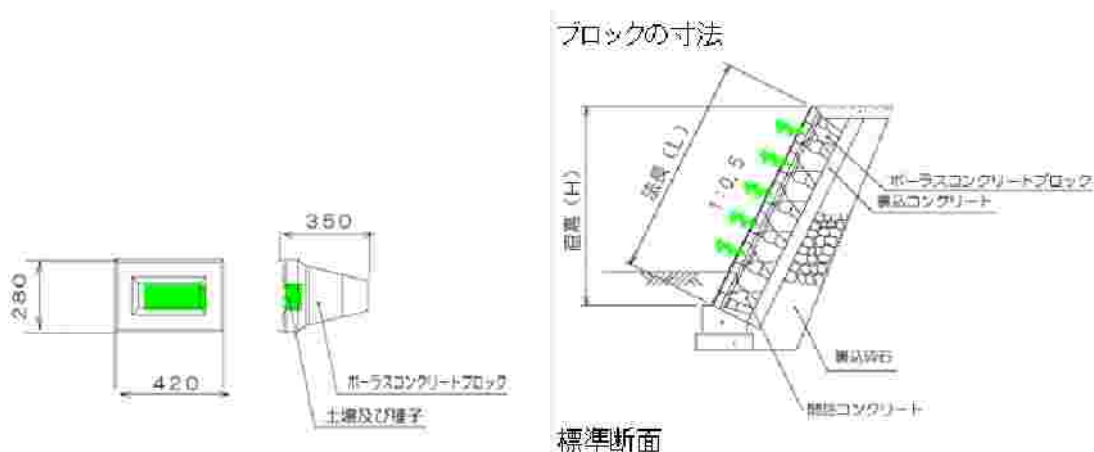 ブロックの寸法
350
280
420
ポーラスコンクリートブロック
土壌及び種子
法長(L)
直高(H)
1:0.5
ポーラスコンクリートブロック
裏込コンクリート
裏込砕石
間詰コンクリート
標準断面